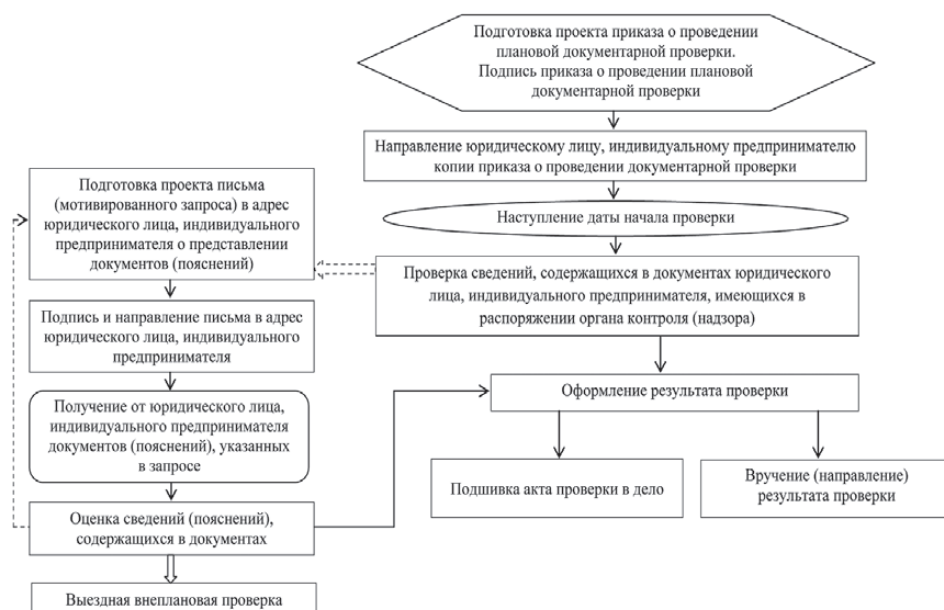 Подготовка проекта приказа о проведении
плановой документарной проверки.
Подпись приказа о проведении плановой
документарной проверки
Направление юридическому лицу, индивидуальному предпринимателю
копии приказа о проведении документарной проверки
Наступление даты начала проверки
Проверка сведений, содержащихся в документах юридического
лица, индивидуального предпринимателя, имеющихся в
распоряжении органа контроля (надзора)
Подготовка проекта письма
(мотивированного запроса) в адрес
юридического лица, индивидуального
предпринимателя о представлении
документов (пояснений)
Подпись и направление письма в адрес
юридического лица, индивидуального
предпринимателя
Получение от юридического лица,
индивидуального предпринимателя
документов (пояснений), указанных
в запросе
Оценка сведений (пояснений),
содержащихся в документах
Выездная внеплановая проверка
Оформление результата проверки
Подшивка акта проверки в дело
Вручение (направление)
результата проверки